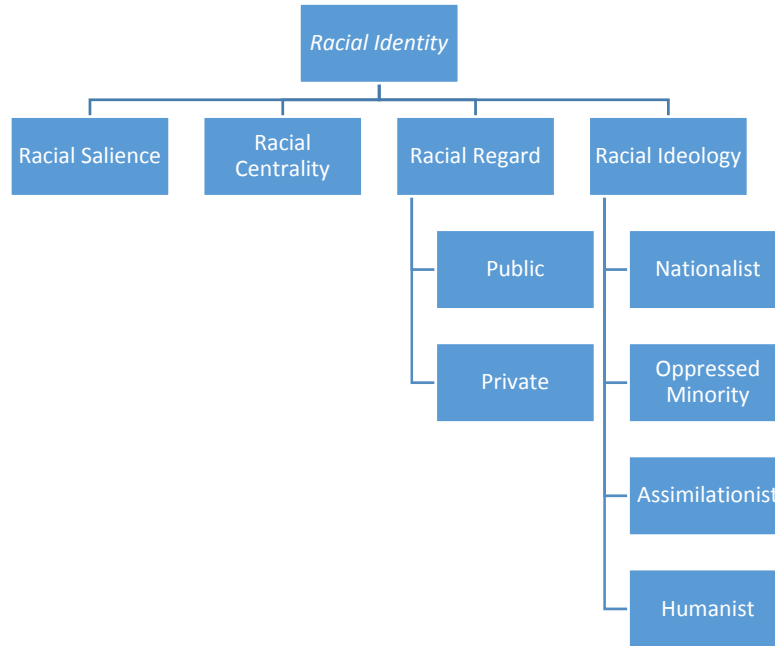 Racial Identity
Racial Salience
Racial
Centrality
Racial Regard
Racial Ideology
Public
Private
Nationalist
Oppressed
Minority
Assimilationist
Humanist